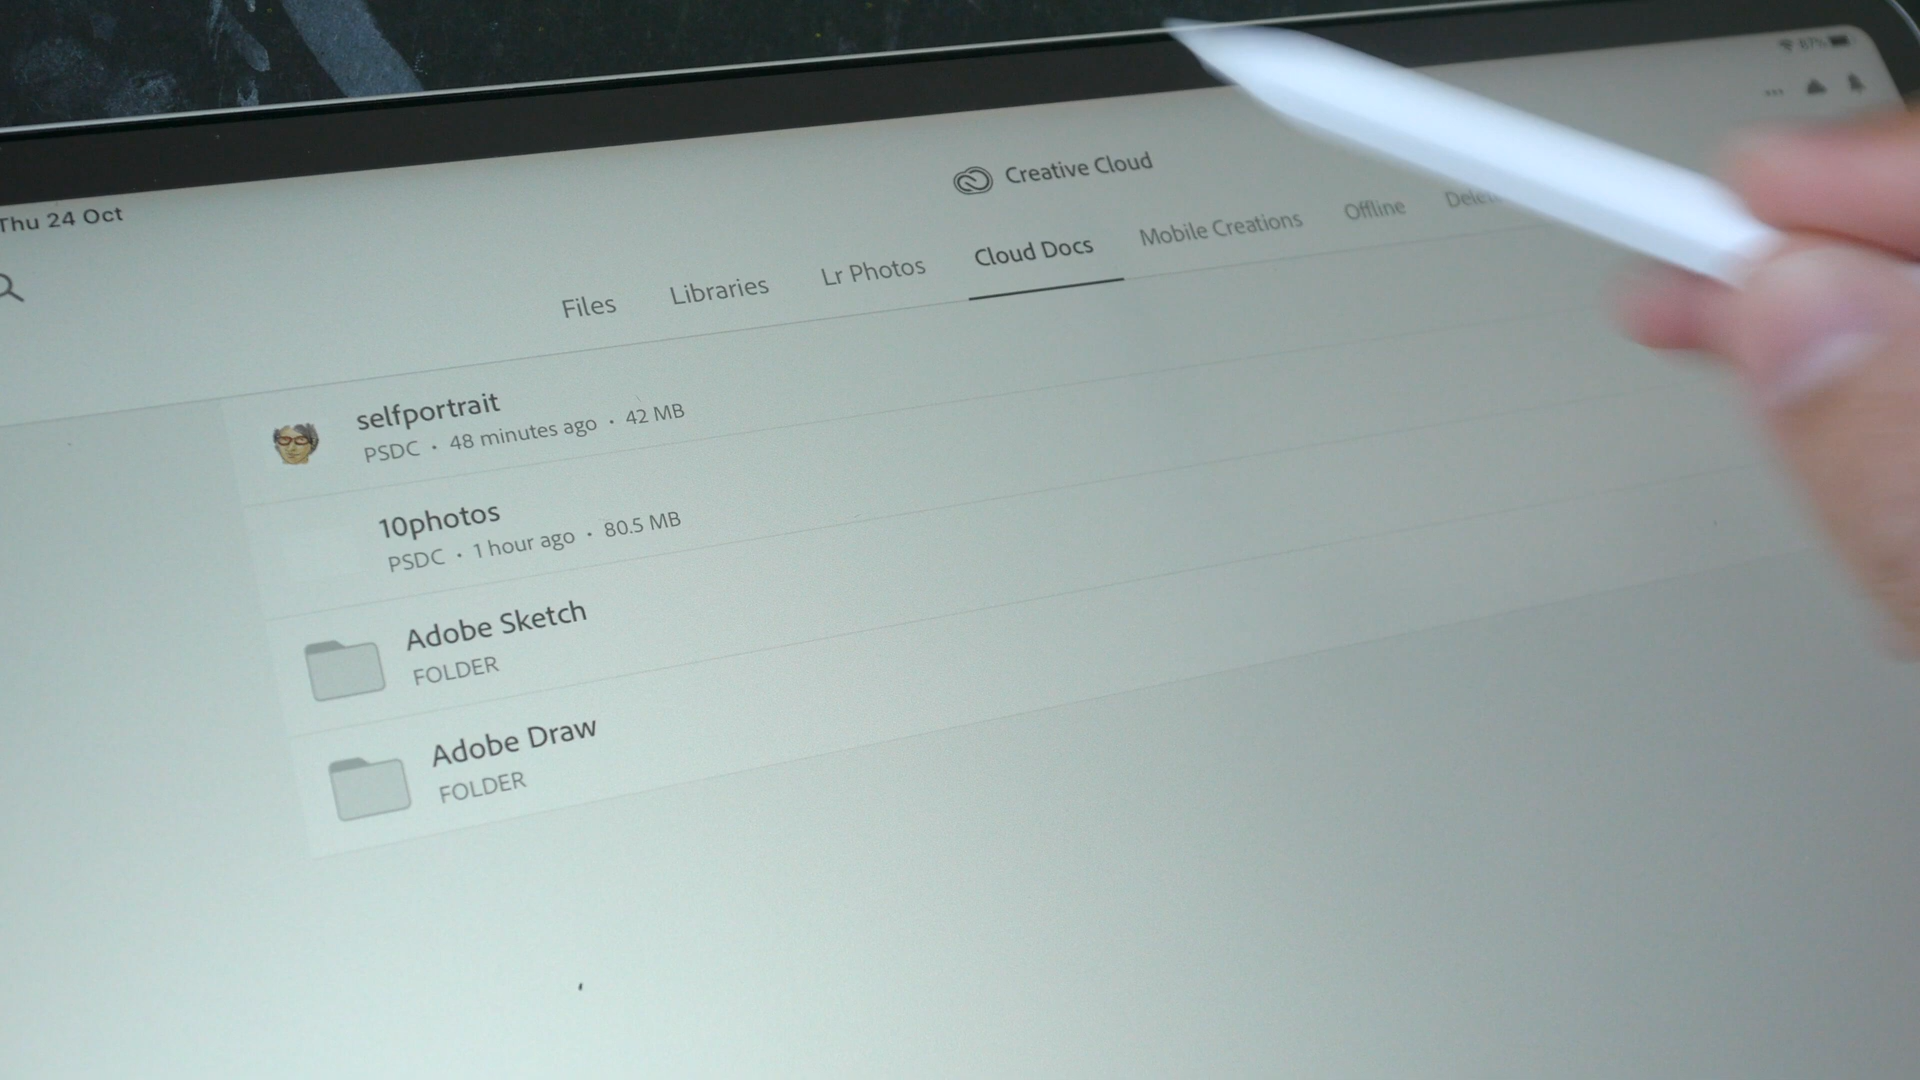 Thu 24 Oct
87%
Creative Cloud
Files Libraries Lr Photos Cloud Docs Mobile Creations Offline
selfportrait
PSDC · 48 minutes ago · 42 MB
10photos
PSDC · 1 hour ago · 80.5 MB
Adobe Sketch
FOLDER
Adobe Draw
FOLDER